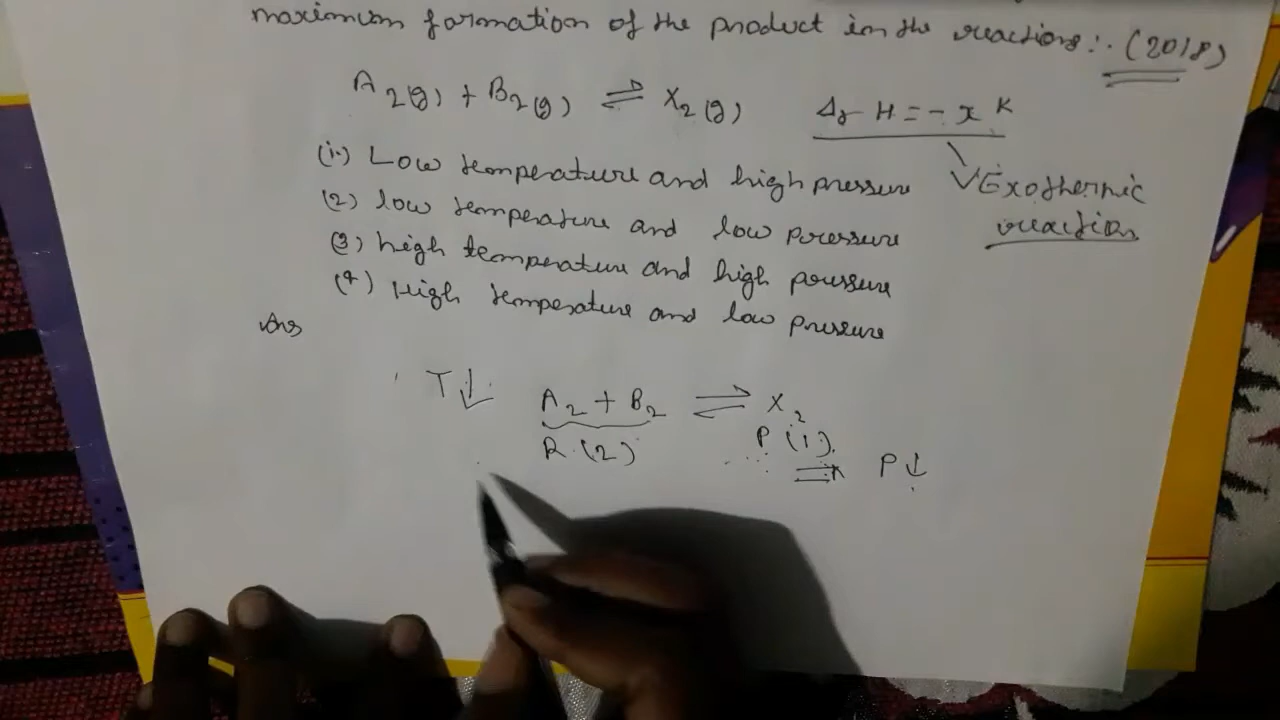 maximum formation of the product in the reactions:. (2018)
A2(g) + B2(g) ⇌ X2(g) Δr H = - x K
(1.) Low temperature and high pressure
Exothermic
reaction
(2) low temperature and low pressure
(3) high temperature and high pressure
(4) High temperature and low pressure
Ans
T↓ A2 + B2 ⇌ X2
R.(2) P (1).
P↓